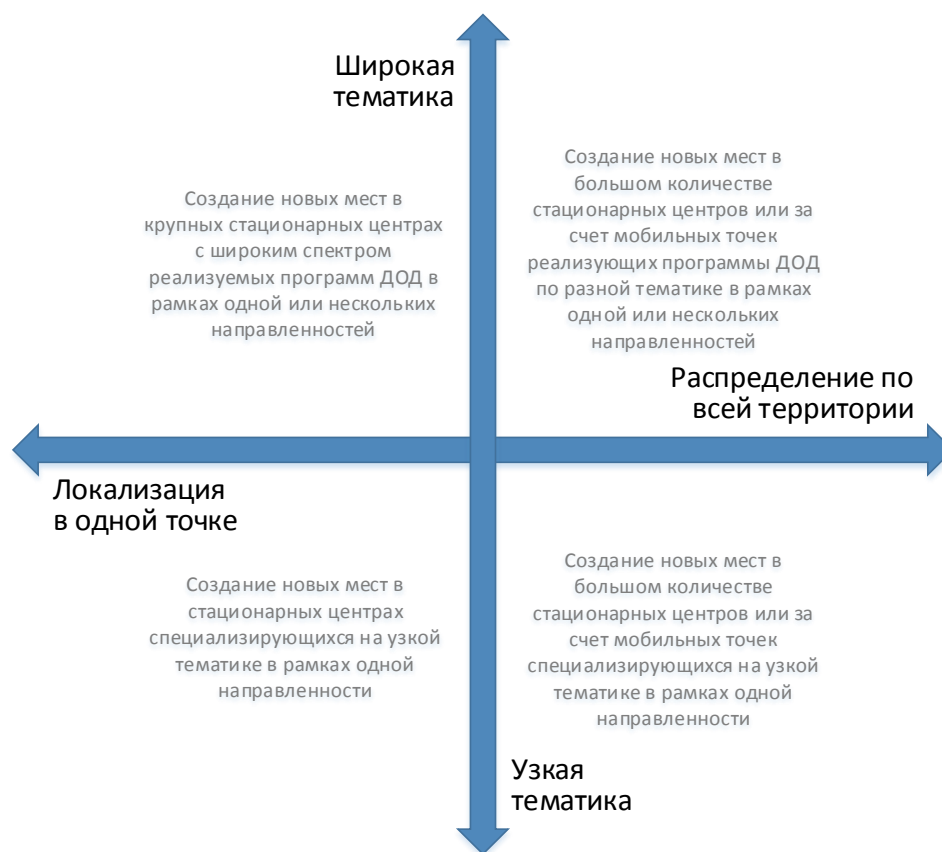 Широкая
тематика
Создание новых мест в
крупных стационарных центрах
с широким спектром
реализуемых программ ДОД в
рамках одной или нескольких
направленностей
Создание новых мест в
большом количестве
стационарных центров или за
счет мобильных точек
реализующих программы ДОД
по разной тематике в рамках
одной или нескольких
направленностей
Распределение по
всей территории
Локализация
в одной точке
Создание новых мест в
стационарных центрах
специализирующихся на узкой
тематике в рамках одной
направленности
Создание новых мест в
большом количестве
стационарных центров или за
счет мобильных точек
специализирующихся на узкой
тематике в рамках одной
направленности
Узкая
тематика